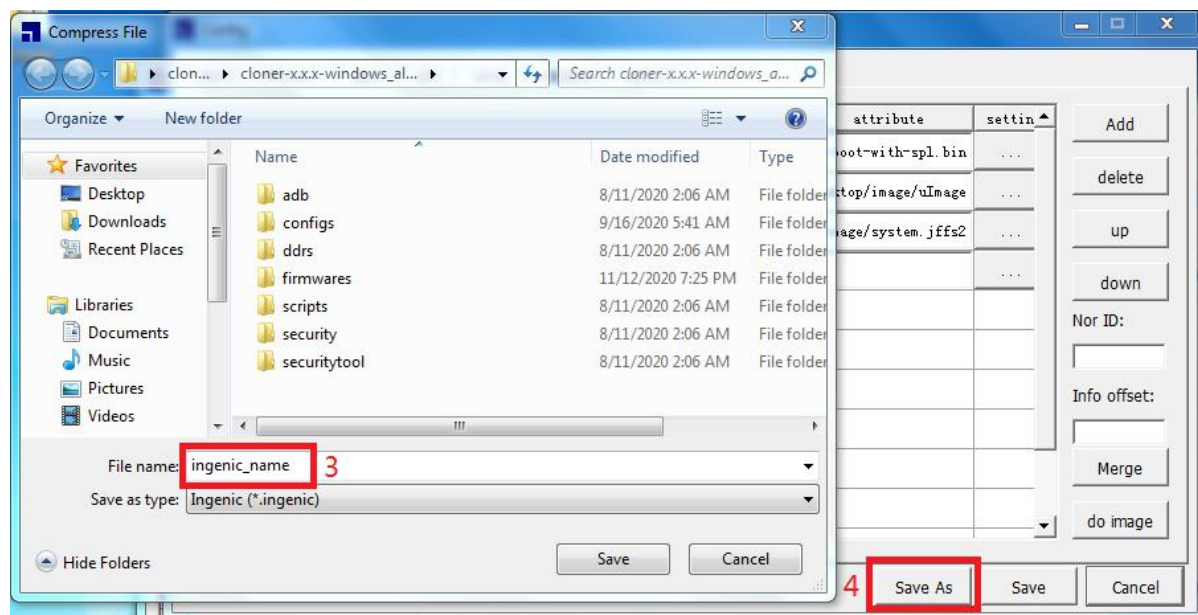 Compress File
clon... cloner-x.x.x-windows_al...
Search cloner-x.x.x-windows_a...
Organize New folder
Favorites
Desktop
Downloads
Recent Places
Libraries
Documents
Music
Pictures
Videos
Name Date modified Type
adb 8/11/2020 2:06 AM File folder
configs 9/16/2020 5:41 AM File folder
ddrs 8/11/2020 2:06 AM File folder
firmwares 11/12/2020 7:25 PM File folder
scripts 8/11/2020 2:06 AM File folder
security 8/11/2020 2:06 AM File folder
securitytool 8/11/2020 2:06 AM File folder
File name: ingenic_name 3
Save as type: Ingenic (*.ingenic)
Hide Folders Save Cancel
attribute settin
oot-with-spl.bin ...
top/image/uImage ...
age/system.jffs2 ...
...
Add
delete
up
down
Nor ID:
Info offset:
Merge
do image
4 Save As Save Cancel